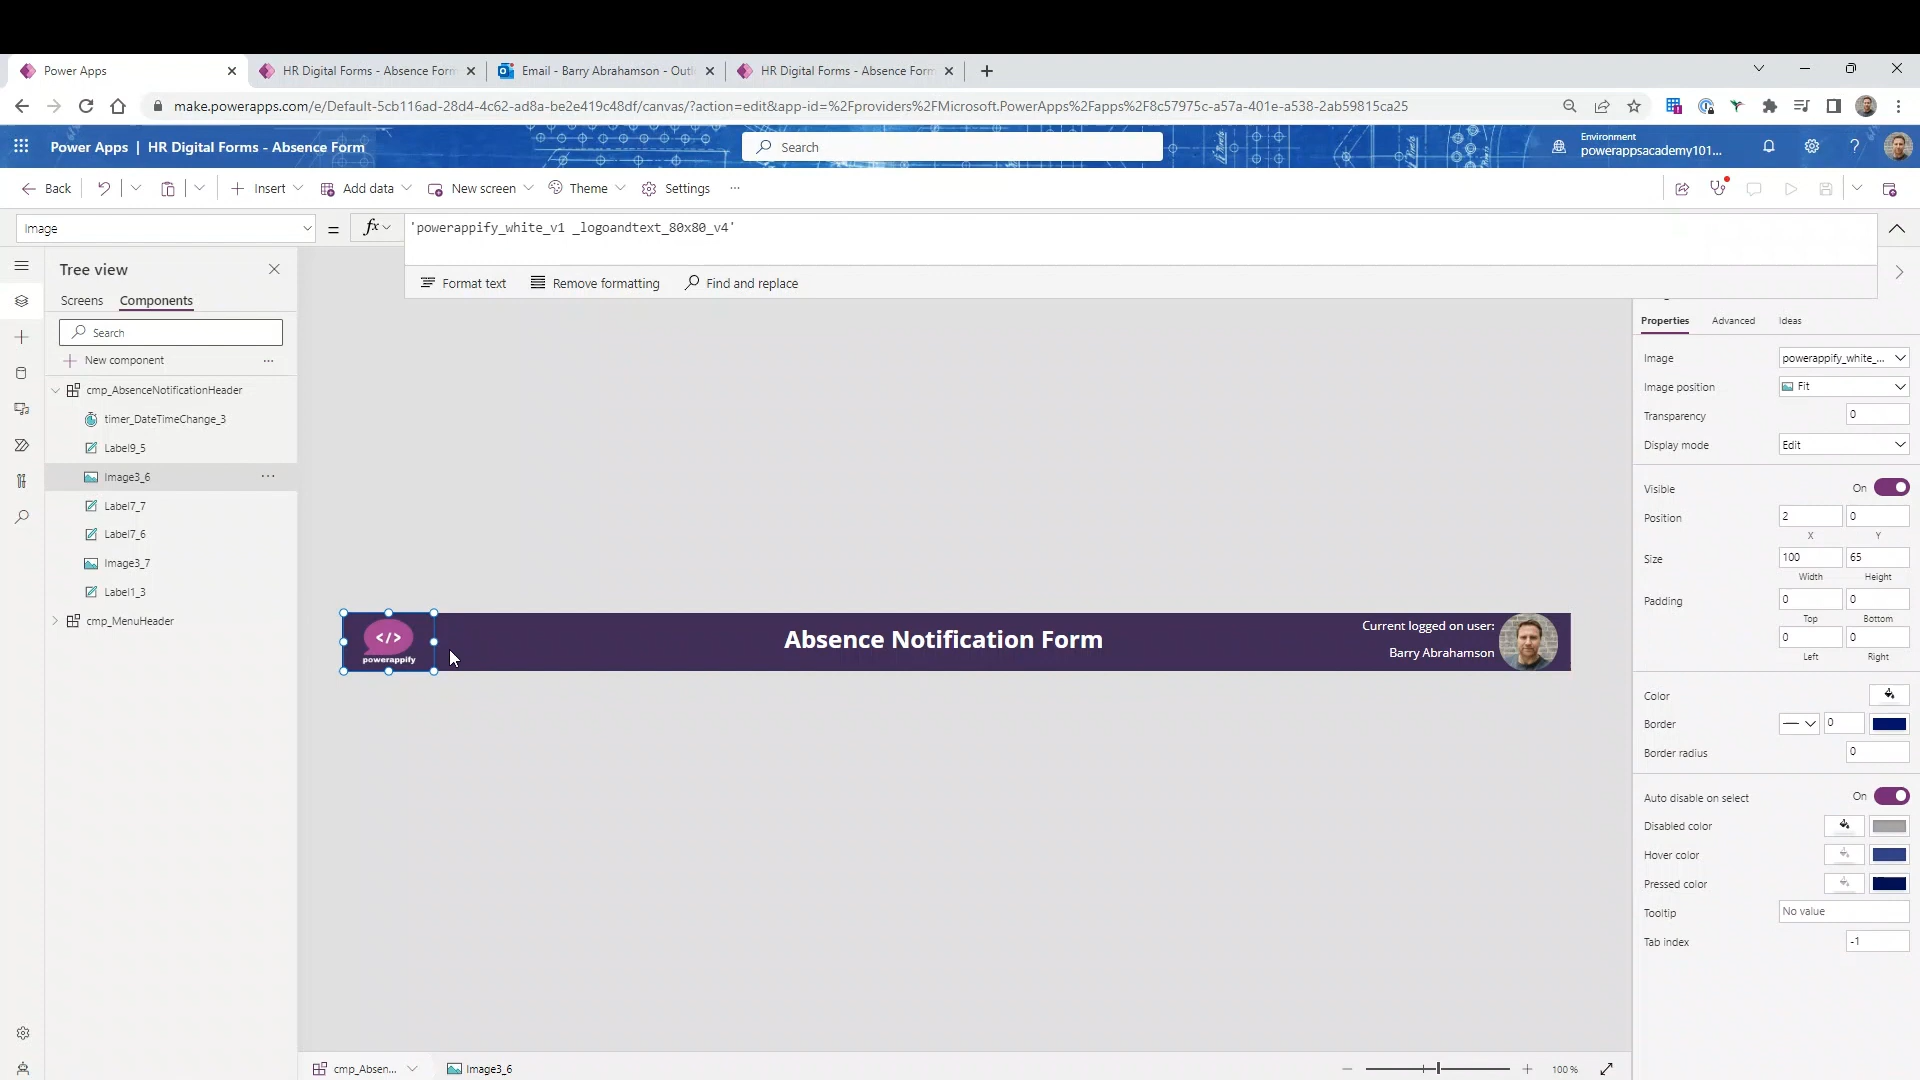 Power Apps
HR Digital Forms - Absence Form
Email - Barry Abrahamson - Outl
HR Digital Forms - Absence Form
make.powerapps.com/e/Default-5cb116ad-28d4-4c62-ad8a-be2e419c48df/canvas/?action=edit&app-id=%2Fproviders%2FMicrosoft.PowerApps%2Fapps%2F8c57975c-a57a-401e-a538-2ab59815ca25
Power Apps | HR Digital Forms - Absence Form
Search
Environment
powerappsacademy101...
Back
Insert
Add data
New screen
Theme
Settings
Image
=
fx
'powerappify_white_v1 _logoandtext_80x80_v4'
Format text
Remove formatting
Find and replace
Tree view
Screens
Components
Search
New component
cmp_AbsenceNotificationHeader
timer_DateTimeChange_3
Label9_5
Image3_6
Label7_7
Label7_6
Image3_7
Label1_3
cmp_MenuHeader
</>
powerappify
Absence Notification Form
Current logged on user:
Barry Abrahamson
Properties
Advanced
Ideas
Image
powerappify_white_...
Image position
Fit
Transparency
0
Display mode
Edit
Visible
On
Position
2
0
X
Y
Size
100
65
Width
Height
Padding
0
0
Top
Bottom
0
0
Left
Right
Color
Border
0
Border radius
0
Auto disable on select
On
Disabled color
Hover color
Pressed color
Tooltip
No value
Tab index
-1
cmp_Absen...
Image3_6
100 %